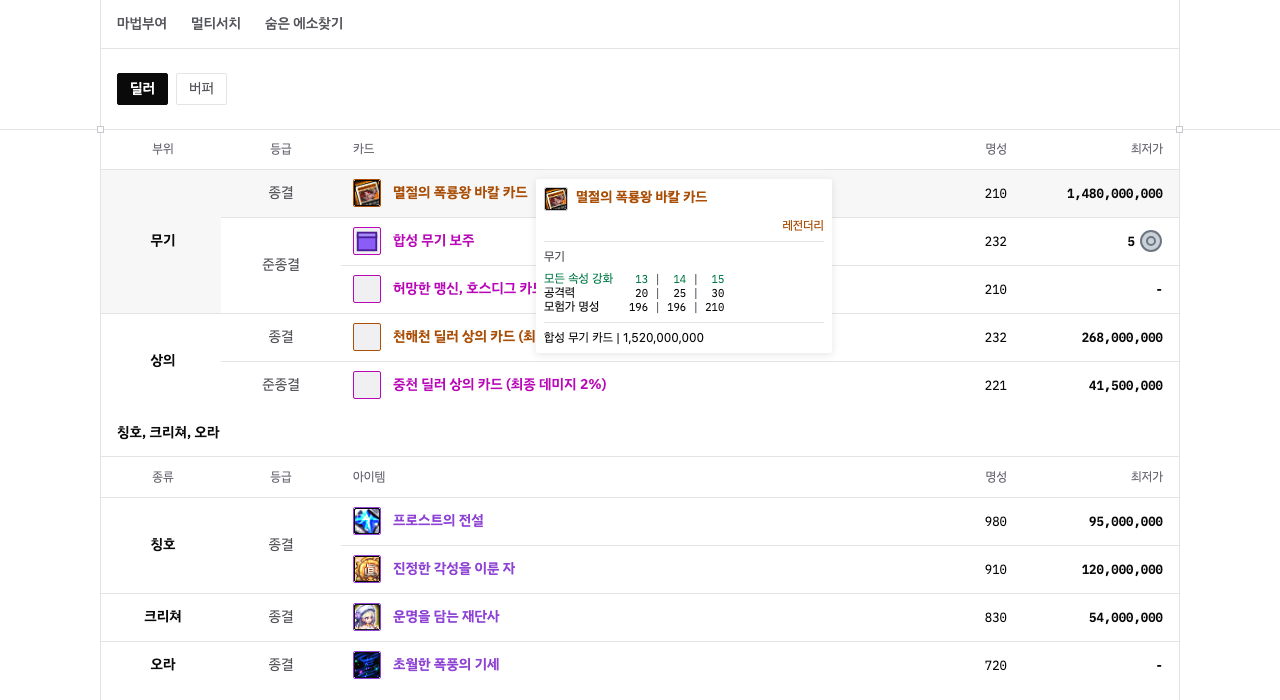 마법부여 멀티서치 숨은 에소찾기
딜러 버퍼
부위 등급 카드 명성 최저가
무기 종결 멸절의 폭룡왕 바칼 카드 210 1,480,000,000
준종결 합성 무기 보주 232 5
허망한 맹신, 호스디그 카드 210 -
멸절의 폭룡왕 바칼 카드
레전더리
무기
모든 속성 강화 13 | 14 | 15
공격력 20 | 25 | 30
모험가 명성 196 | 196 | 210
합성 무기 카드 | 1,520,000,000
상의 종결 천해천 딜러 상의 카드 (최 232 268,000,000
준종결 중천 딜러 상의 카드 (최종 데미지 2%) 221 41,500,000
칭호, 크리쳐, 오라
종류 등급 아이템 명성 최저가
칭호 종결 프로스트의 전설 980 95,000,000
진정한 각성을 이룬 자 910 120,000,000
크리쳐 종결 운명을 담는 재단사 830 54,000,000
오라 종결 초월한 폭풍의 기세 720 -